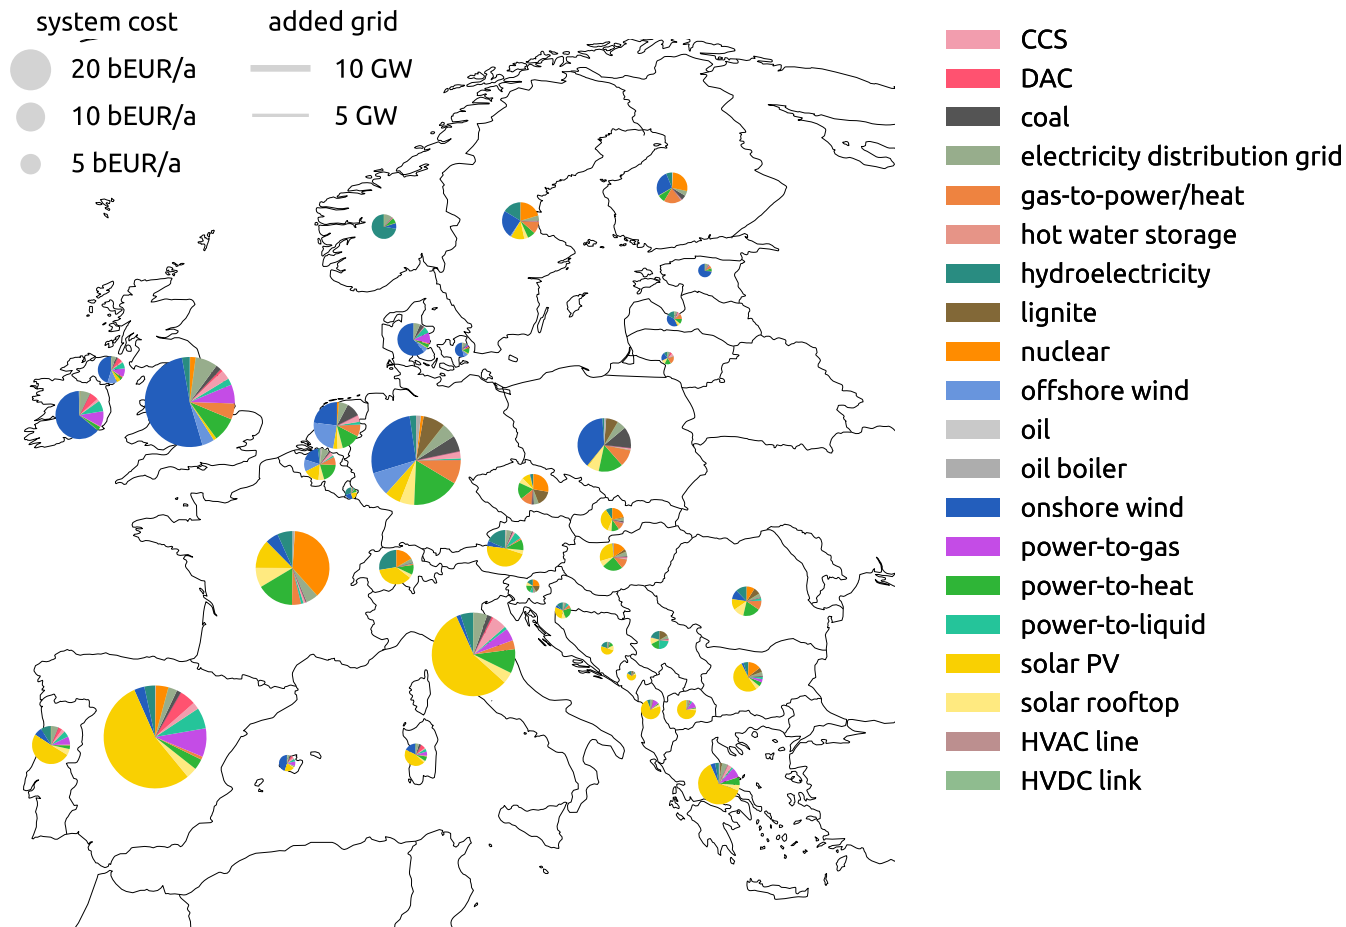 system cost
added grid
20 bEUR/a
10 GW
10 bEUR/a
5 GW
5 bEUR/a
CCS
DAC
coal
electricity distribution grid
gas-to-power/heat
hot water storage
hydroelectricity
lignite
nuclear
offshore wind
oil
oil boiler
onshore wind
power-to-gas
power-to-heat
power-to-liquid
solar PV
solar rooftop
HVAC line
HVDC link